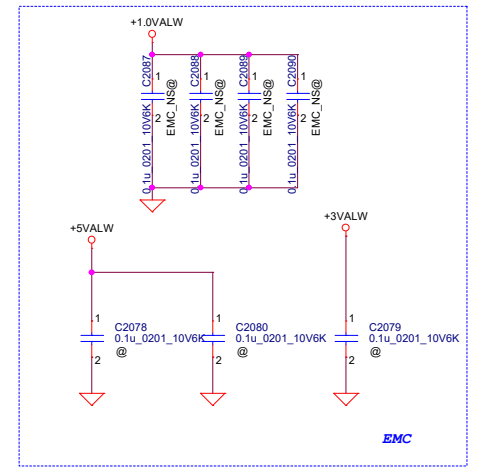 +1.0VALW
C2087
0.1u_0201_10V6K
1
2
EMC_NS@
C2088
0.1u_0201_10V6K
1
2
EMC_NS@
C2089
0.1u_0201_10V6K
1
2
EMC_NS@
C2090
0.1u_0201_10V6K
1
2
EMC_NS@
+5VALW
+3VALW
1
C2078
0.1u_0201_10V6K
@
2
1
C2080
0.1u_0201_10V6K
@
2
1
C2079
0.1u_0201_10V6K
@
2
EMC